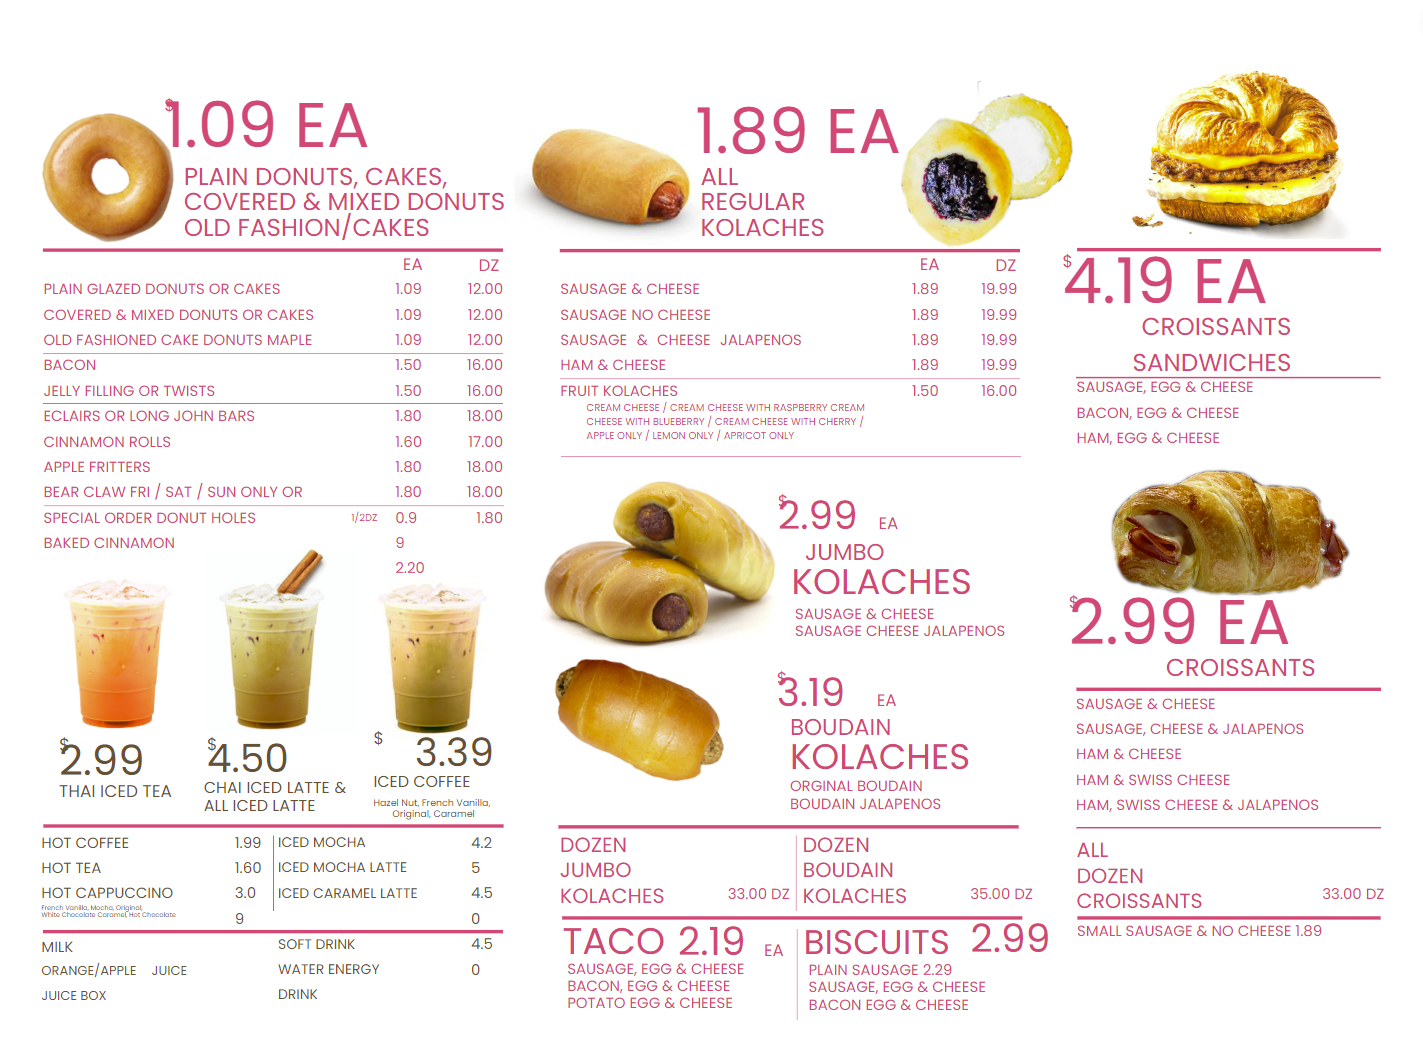 $1.09 EA
PLAIN DONUTS, CAKES,
COVERED & MIXED DONUTS
OLD FASHION/CAKES
EA DZ
PLAIN GLAZED DONUTS OR CAKES 1.09 12.00
COVERED & MIXED DONUTS OR CAKES 1.09 12.00
OLD FASHIONED CAKE DONUTS MAPLE 1.09 12.00
BACON 1.50 16.00
JELLY FILLING OR TWISTS 1.50 16.00
ECLAIRS OR LONG JOHN BARS 1.80 18.00
CINNAMON ROLLS 1.60 17.00
APPLE FRITTERS 1.80 18.00
BEAR CLAW FRI / SAT / SUN ONLY OR 1.80 18.00
SPECIAL ORDER DONUT HOLES 1/2DZ 0.9 1.80
BAKED CINNAMON 9
2.20
$2.99
THAI ICED TEA
$4.50
CHAI ICED LATTE &
ALL ICED LATTE
$ 3.39
ICED COFFEE
Hazel Nut, French Vanilla,
Original, Caramel
HOT COFFEE 1.99
HOT TEA 1.60
HOT CAPPUCCINO 3.0
French Vanilla, Mocha, Original,
White Chocolate Caramel, Hot Chocolate
9
ICED MOCHA 4.2
ICED MOCHA LATTE 5
ICED CARAMEL LATTE 4.5
0
MILK
ORANGE/APPLE JUICE
JUICE BOX
SOFT DRINK 4.5
WATER ENERGY 0
DRINK
1.89 EA
ALL
REGULAR
KOLACHES
EA DZ
SAUSAGE & CHEESE 1.89 19.99
SAUSAGE NO CHEESE 1.89 19.99
SAUSAGE & CHEESE JALAPENOS 1.89 19.99
HAM & CHEESE 1.89 19.99
FRUIT KOLACHES 1.50 16.00
CREAM CHEESE / CREAM CHEESE WITH RASPBERRY CREAM
CHEESE WITH BLUEBERRY / CREAM CHEESE WITH CHERRY /
APPLE ONLY / LEMON ONLY / APRICOT ONLY
$2.99 EA
JUMBO
KOLACHES
SAUSAGE & CHEESE
SAUSAGE CHEESE JALAPENOS
$3.19 EA
BOUDAIN
KOLACHES
ORGINAL BOUDAIN
BOUDAIN JALAPENOS
DOZEN
JUMBO
KOLACHES 33.00 DZ
DOZEN
BOUDAIN
KOLACHES 35.00 DZ
TACO 2.19 EA
SAUSAGE, EGG & CHEESE
BACON, EGG & CHEESE
POTATO EGG & CHEESE
BISCUITS 2.99
PLAIN SAUSAGE 2.29
SAUSAGE, EGG & CHEESE
BACON EGG & CHEESE
$4.19 EA
CROISSANTS
SANDWICHES
SAUSAGE, EGG & CHEESE
BACON, EGG & CHEESE
HAM, EGG & CHEESE
$2.99 EA
CROISSANTS
SAUSAGE & CHEESE
SAUSAGE, CHEESE & JALAPENOS
HAM & CHEESE
HAM & SWISS CHEESE
HAM, SWISS CHEESE & JALAPENOS
ALL
DOZEN
CROISSANTS 33.00 DZ
SMALL SAUSAGE & NO CHEESE 1.89